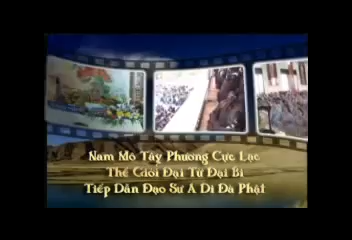 Nam Mô Tây Phương Cực Lạc
Thế Giới Đại Từ Đại Bi
Tiếp Dẫn Đạo Sư A Di Đà Phật